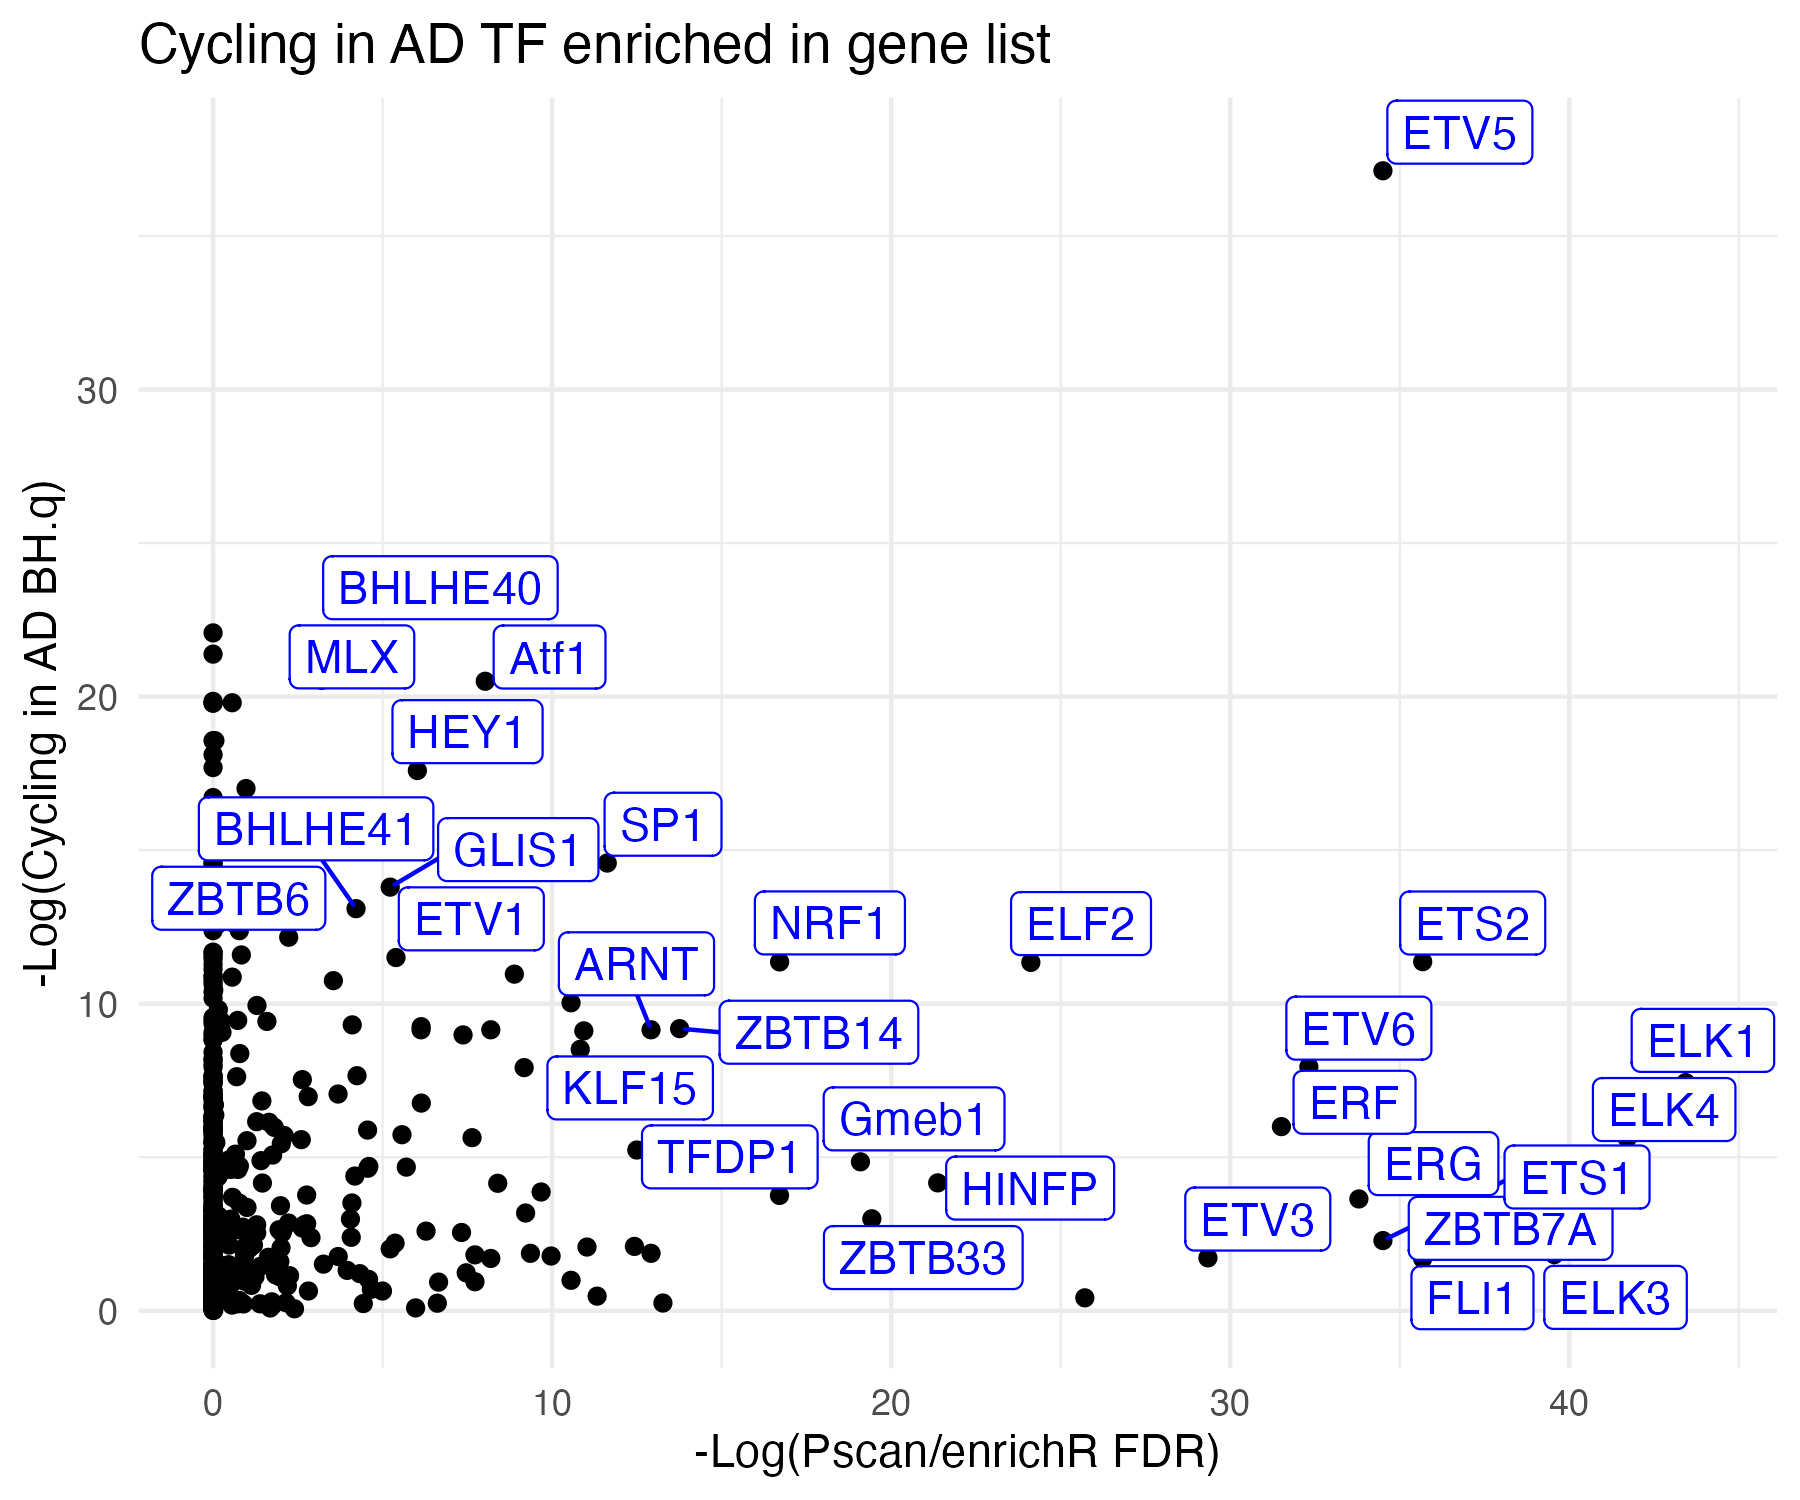 Cycling in AD TF enriched in gene list
ETV5
-Log(Cycling in AD BH.q)
30
BHLHE40
MLX
Atf1
20
HEY1
SP1
BHLHE41
GLIS1
ZBTB6
ETV1
NRF1
ELF2
ETS2
ARNT
10
ZBTB14
ETV6
ELK1
KLF15
ERF
ELK4
Gmeb1
TFDP1
ERG
ETS1
HINFP
ETV3
ZBTB7A
ZBTB33
FLI1
ELK3
0
0
10
20
30
40
-Log(Pscan/enrichR FDR)